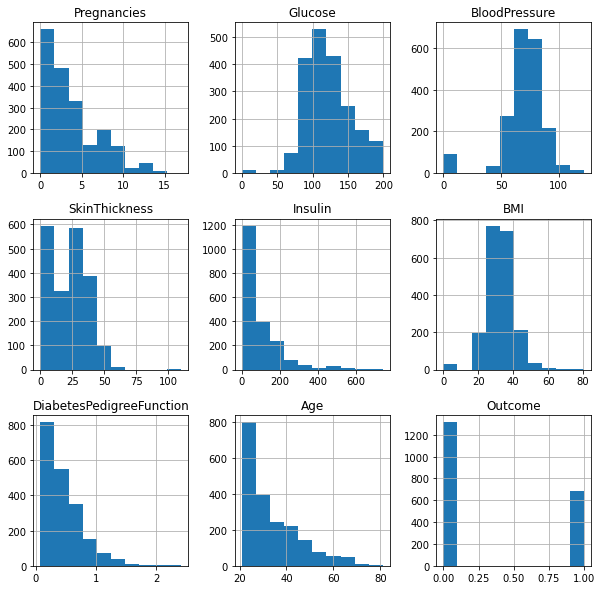 Pregnancies Glucose BloodPressure
600 500 400 300 200 100 0
0 5 10 15
500 400 300 200 100 0
0 50 100 150 200
600 400 200 0
0 50 100
SkinThickness Insulin BMI
600 500 400 300 200 100 0
0 25 50 75 100
1200 1000 800 600 400 200 0
0 200 400 600
800 600 400 200 0
0 20 40 60 80
DiabetesPedigreeFunction Age Outcome
800 600 400 200 0
0 1 2
800 600 400 200 0
20 40 60 80
1200 1000 800 600 400 200 0
0.00 0.25 0.50 0.75 1.00